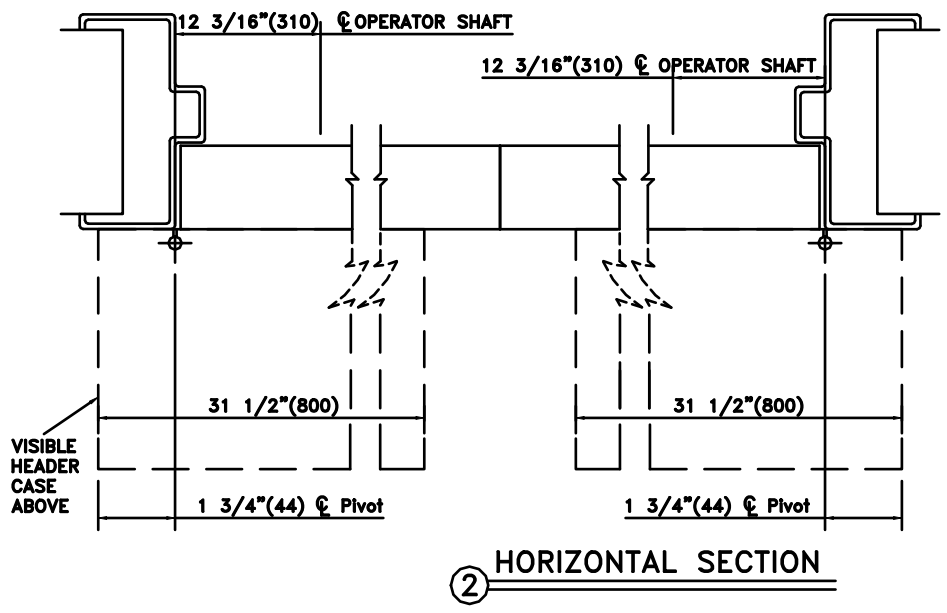 12 3/16"(310) ℄ OPERATOR SHAFT
12 3/16"(310) ℄ OPERATOR SHAFT
31 1/2"(800)
31 1/2"(800)
VISIBLE
HEADER
CASE
ABOVE
1 3/4"(44) ℄ Pivot
1 3/4"(44) ℄ Pivot
2 HORIZONTAL SECTION